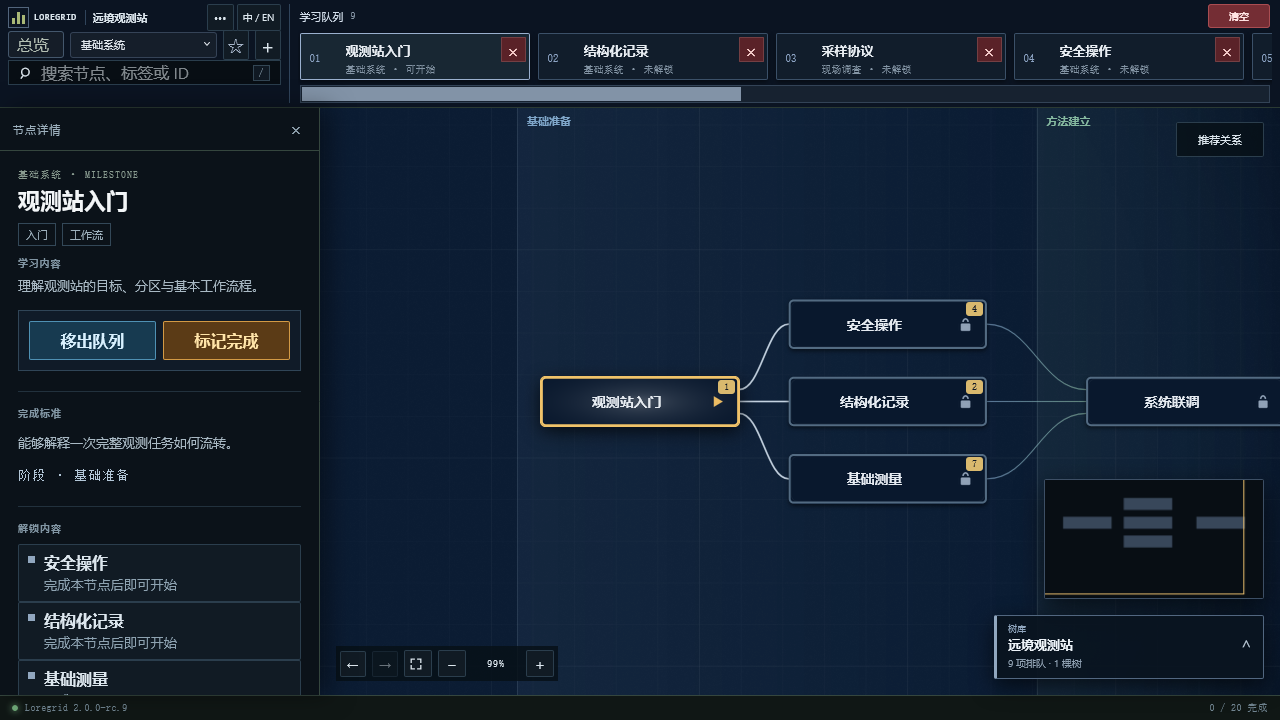 LOREGRID
远境观测站
•••
中 / EN
总览
基础系统
搜索节点、标签或 ID
/
学习队列 9
清空
01 观测站入门
基础系统 · 可开始
02 结构化记录
基础系统 · 未解锁
03 采样协议
现场调查 · 未解锁
04 安全操作
基础系统 · 未解锁
05
节点详情
基础系统 · MILESTONE
观测站入门
入门 工作流
学习内容
理解观测站的目标、分区与基本工作流程。
移出队列 标记完成
完成标准
能够解释一次完整观测任务如何流转。
阶段 · 基础准备
解锁内容
安全操作
完成本节点后即可开始
结构化记录
完成本节点后即可开始
基础测量
基础准备
方法建立
推荐关系
4
安全操作
1
观测站入门
2
结构化记录
系统联调
7
基础测量
99%
树库
远境观测站
9 项排队 · 1 棵树
Loregrid 2.0.0-rc.9
0 / 20 完成